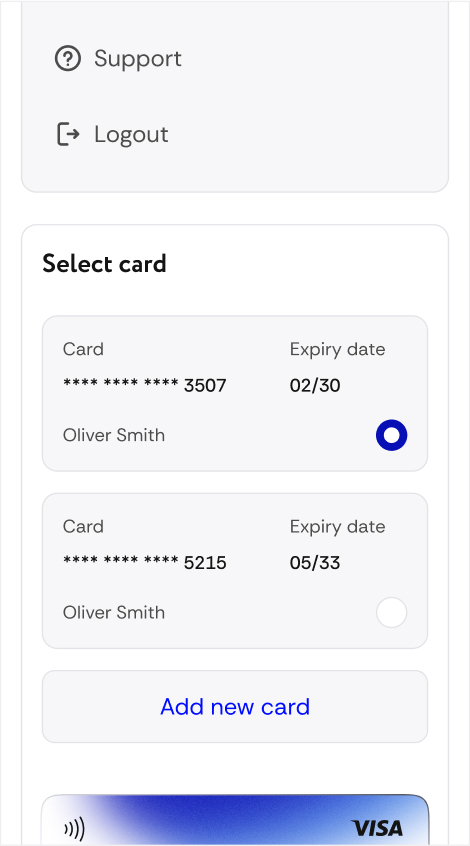 Support
Logout
Select card
Card Expiry date
**** **** **** 3507 02/30
Oliver Smith
Card Expiry date
**** **** **** 5215 05/33
Oliver Smith
Add new card
VISA